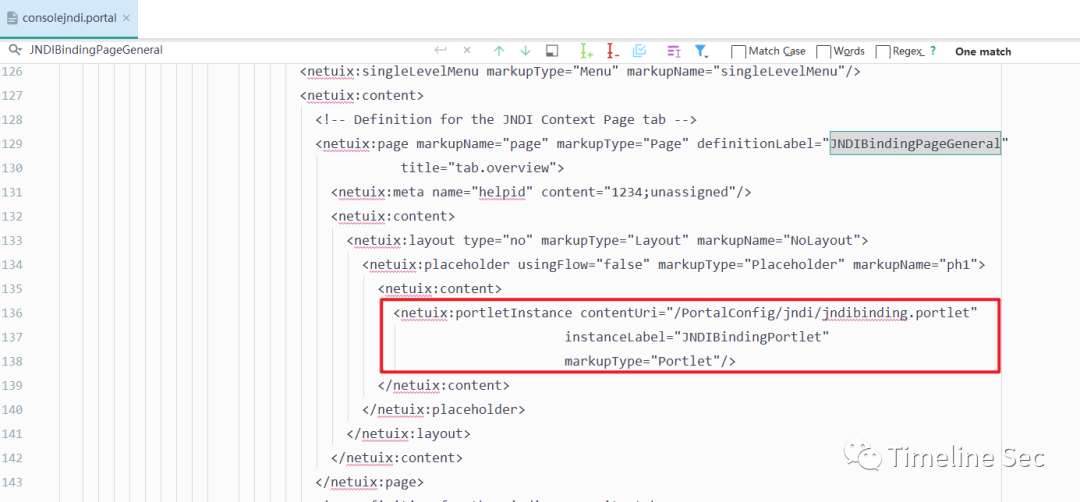 consolejndi.portal
JNDIBindingPageGeneral Match Case Words Regex ? One match
126 <netuix:singleLevelMenu markupType="Menu" markupName="singleLevelMenu"/>
127 <netuix:content>
128 <!-- Definition for the JNDI Context Page tab -->
129 <netuix:page markupName="page" markupType="Page" definitionLabel="JNDIBindingPageGeneral"
130 title="tab.overview">
131 <netuix:meta name="helpid" content="1234;unassigned"/>
132 <netuix:content>
133 <netuix:layout type="no" markupType="Layout" markupName="NoLayout">
134 <netuix:placeholder usingFlow="false" markupType="Placeholder" markupName="ph1">
135 <netuix:content>
136 <netuix:portletInstance contentUri="/PortalConfig/jndi/jndibinding.portlet"
137 instanceLabel="JNDIBindingPortlet"
138 markupType="Portlet"/>
139 </netuix:content>
140 </netuix:placeholder>
141 </netuix:layout>
142 </netuix:content>
143 </netuix:page>
Timeline Sec